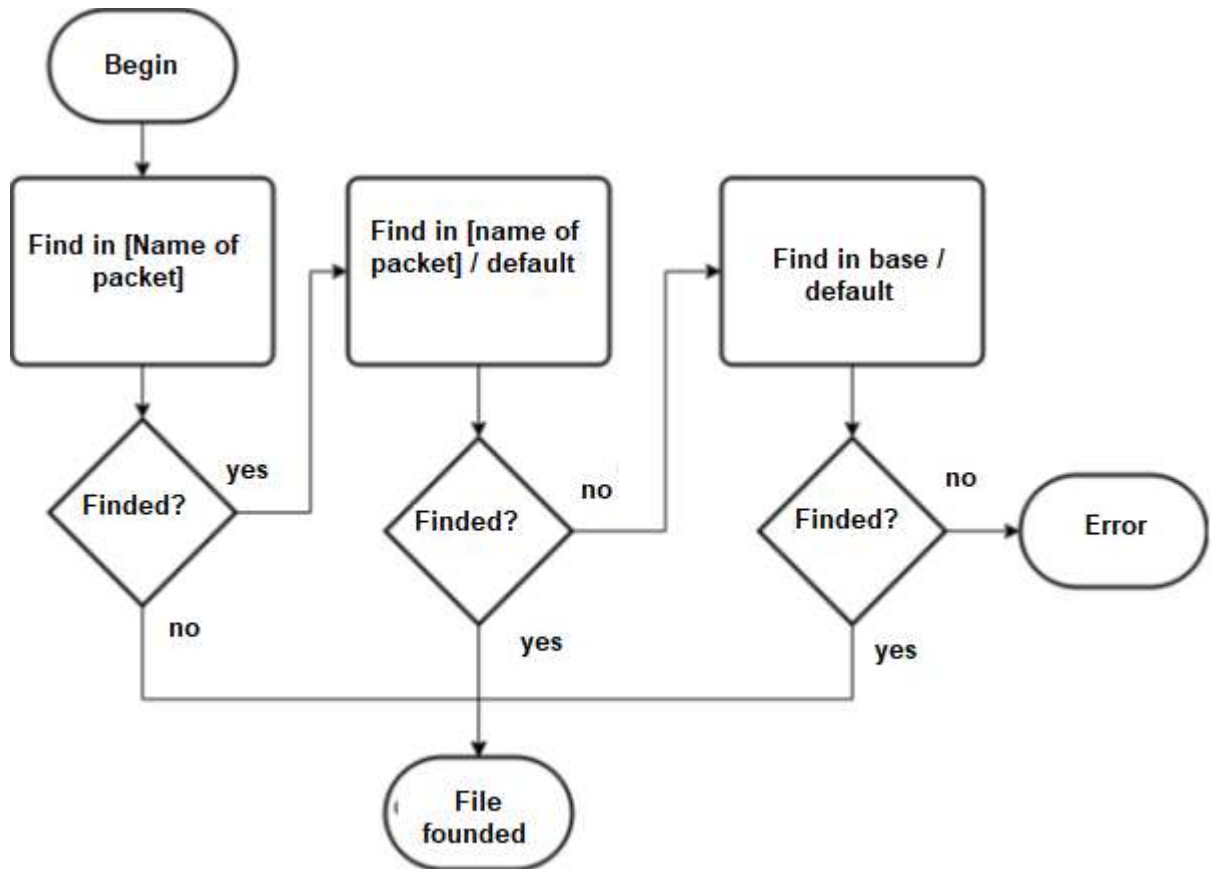 Begin
Find in [Name of
packet]
Find in [name of
packet] / default
Find in base /
default
Finded?
yes
no
Finded?
no
yes
Finded?
no
yes
Error
File
founded